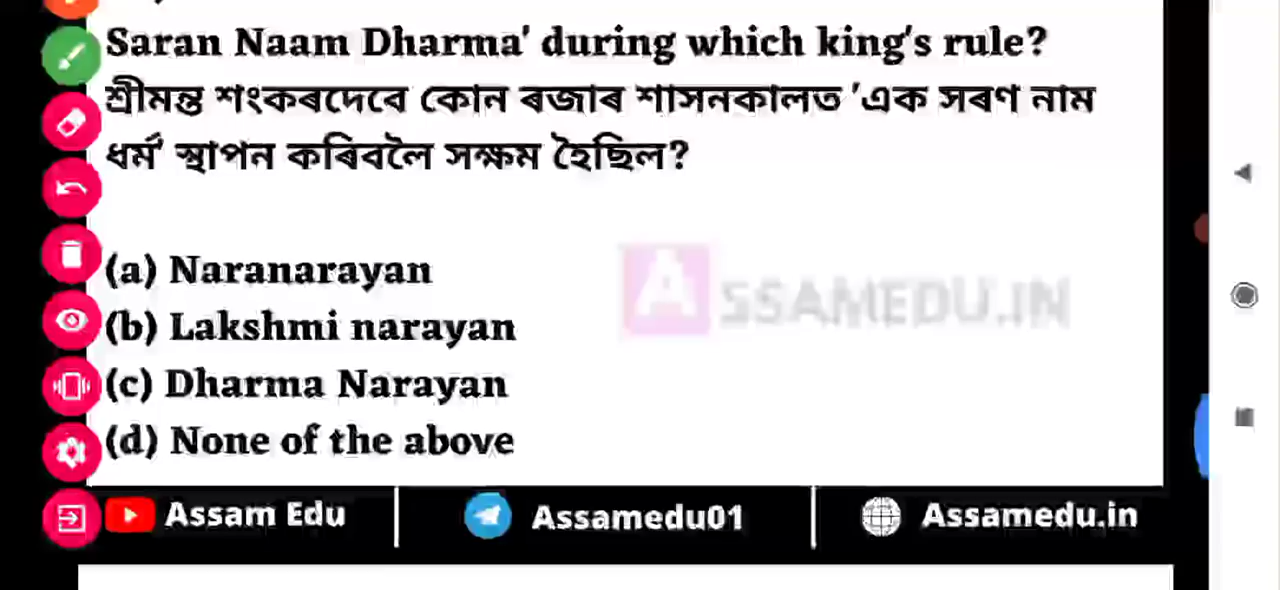 Saran Naam Dharma' during which king's rule?
শ্ৰীমন্ত শংকৰদেৱে কোন ৰজাৰ শাসনকালত 'এক সৰণ নাম
ধৰ্ম' স্থাপন কৰিবলৈ সক্ষম হৈছিল?
(a) Naranarayan
ASSAMEDU.IN
(b) Lakshmi narayan
(c) Dharma Narayan
(d) None of the above
Assam Edu
Assamedu01
Assamedu.in